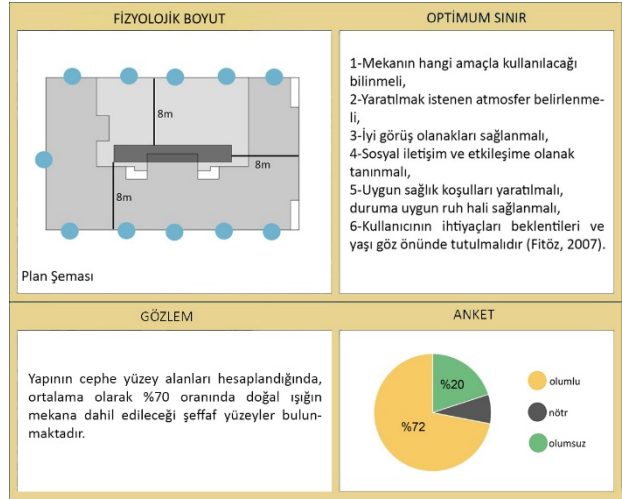 FİZYOLOJİK BOYUT
8m
8m
8m
Plan Şeması
OPTİMUM SINIR
1-Mekanın hangi amaçla kullanılacağı
bilinmeli,
2-Yaratılmak istenen atmosfer belirlenme-
li,
3-İyi görüş olanakları sağlanmalı,
4-Sosyal iletişim ve etkileşime olanak
tanınmalı,
5-Uygun sağlık koşulları yaratılmalı,
duruma uygun ruh hali sağlanmalı,
6-Kullanıcının ihtiyaçları beklentileri ve
yaşı göz önünde tutulmalıdır (Fitöz, 2007).
GÖZLEM
Yapının cephe yüzey alanları hesaplandığında,
ortalama olarak %70 oranında doğal ışığın
mekana dahil edileceği şeffaf yüzeyler bulun-
maktadır.
ANKET
%20
%72
olumlu
nötr
olumsuz